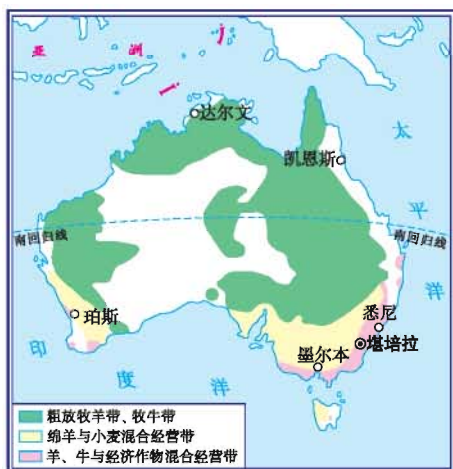 亚 洲
达尔文
太
凯恩斯
平
南回归线
南回归线
洋
珀斯
悉尼
堪培拉
墨尔本
印 度 洋
粗放牧羊带、牧牛带
绵羊与小麦混合经营带
羊、牛与经济作物混合经营带